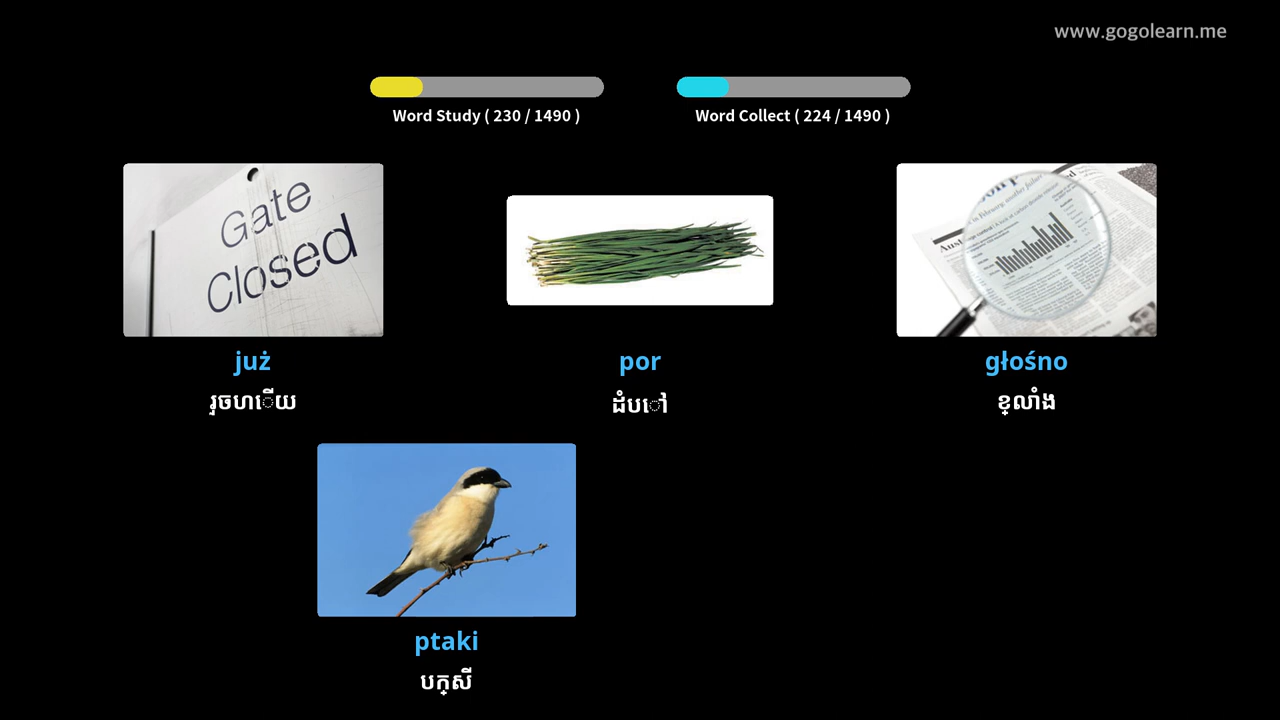 www.gogolearn.me
Word Study ( 230 / 1490 )
Word Collect ( 224 / 1490 )
Gate
Closed
już
រួចហើយ
por
ដំបៅ
głośno
ខ្លាំង
ptaki
បក្សី